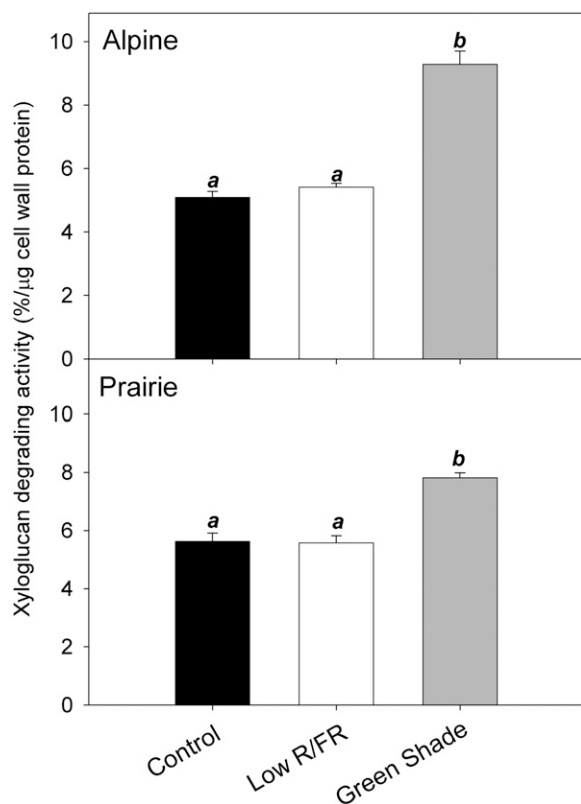 Xyloglucan degrading activity (%/μg cell wall protein)
Alpine
10
8
6
4
2
0
a
a
b
Prairie
10
8
6
4
2
0
a
a
b
Control
Low R/FR
Green Shade